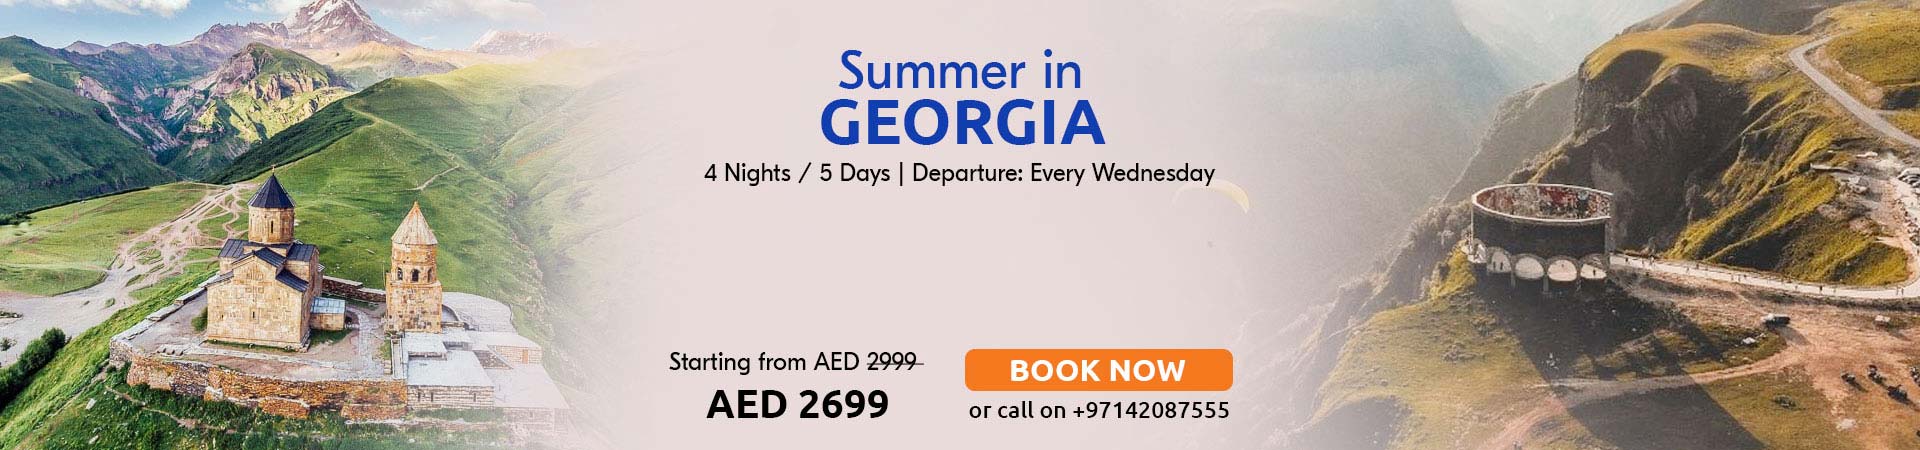 Summer in
GEORGIA
4 Nights / 5 Days | Departure: Every Wednesday
Starting from AED 2999
AED 2699
BOOK NOW
or call on +97142087555